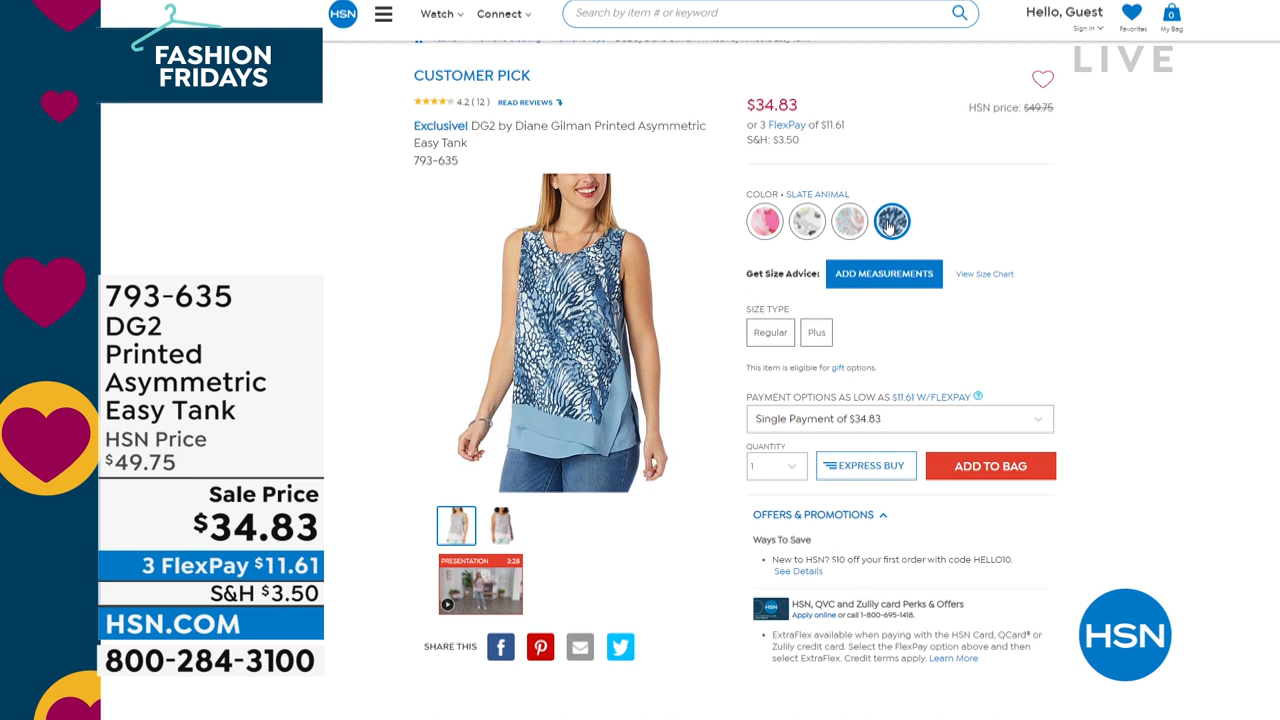 FASHION
FRIDAYS
793-635
DG2
Printed
Asymmetric
Easy Tank
HSN Price
$49.75
Sale Price
$34.83
3 FlexPay $11.61
S&H $3.50
HSN.COM
800-284-3100
HSN
Watch
Connect
Search by item # or keyword
Hello, Guest
Sign In
Favorites
0
My Bag
LIVE
CUSTOMER PICK
4.2 (12) READ REVIEWS
Exclusive! DG2 by Diane Gilman Printed Asymmetric
Easy Tank
793-635
$34.83
HSN price: $49.75
or 3 FlexPay of $11.61
S&H: $3.50
COLOR • SLATE ANIMAL
Get Size Advice: ADD MEASUREMENTS View Size Chart
SIZE TYPE
Regular Plus
This item is eligible for gift options.
PAYMENT OPTIONS AS LOW AS $11.61 W/FLEXPAY ?
Single Payment of $34.83
QUANTITY
1 EXPRESS BUY ADD TO BAG
OFFERS & PROMOTIONS
Ways To Save
• New to HSN? $10 off your first order with code HELLO10.
See Details
HSN
HSN, QVC and Zulily card Perks & Offers
Apply online or call 1-800-695-1418.
• ExtraFlex available when paying with the HSN Card, QCard® or
Zulily credit card. Select the FlexPay option above and then
select ExtraFlex. Credit terms apply. Learn More
PRESENTATION 3:28
SHARE THIS
HSN